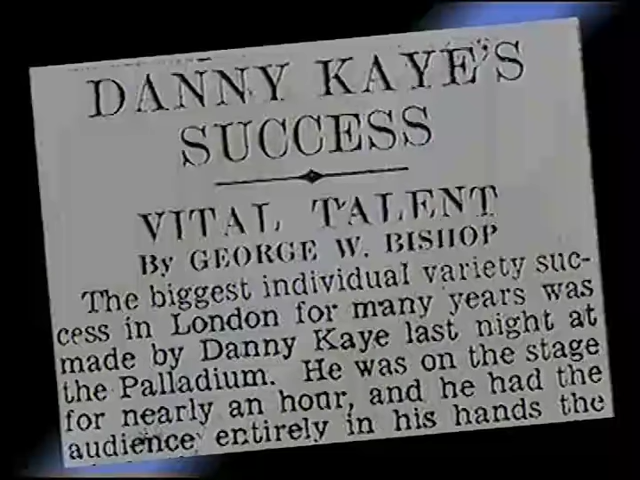 DANNY KAYE'S
SUCCESS
VITAL TALENT
By GEORGE W. BISHOP
The biggest individual variety suc-
cess in London for many years was
made by Danny Kaye last night at
the Palladium. He was on the stage
for nearly an hour, and he had the
audience entirely in his hands the